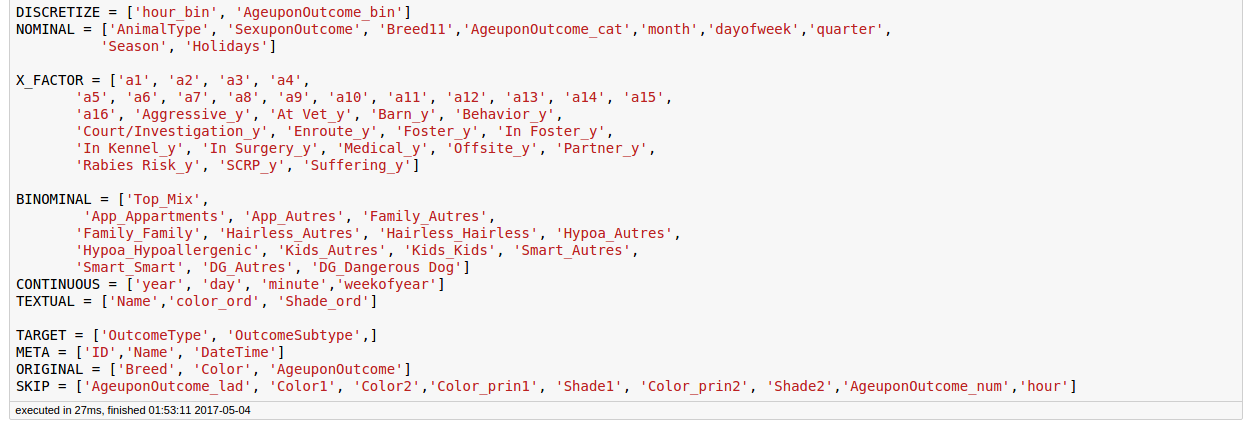 DISCRETIZE = ['hour_bin', 'AgeuponOutcome_bin']
NOMINAL = ['AnimalType', 'SexuponOutcome', 'Breed11','AgeuponOutcome_cat','month','dayofweek','quarter',
'Season', 'Holidays']
X_FACTOR = ['a1', 'a2', 'a3', 'a4',
'a5', 'a6', 'a7', 'a8', 'a9', 'a10', 'a11', 'a12', 'a13', 'a14', 'a15',
'a16', 'Aggressive_y', 'At Vet_y', 'Barn_y', 'Behavior_y',
'Court/Investigation_y', 'Enroute_y', 'Foster_y', 'In Foster_y',
'In Kennel_y', 'In Surgery_y', 'Medical_y', 'Offsite_y', 'Partner_y',
'Rabies Risk_y', 'SCRP_y', 'Suffering_y']
BINOMINAL = ['Top_Mix',
'App_Appartments', 'App_Autres', 'Family_Autres',
'Family_Family', 'Hairless_Autres', 'Hairless_Hairless', 'Hypoa_Autres',
'Hypoa_Hypoallergenic', 'Kids_Autres', 'Kids_Kids', 'Smart_Autres',
'Smart_Smart', 'DG_Autres', 'DG_Dangerous Dog']
CONTINUOUS = ['year', 'day', 'minute','weekofyear']
TEXTUAL = ['Name','color_ord', 'Shade_ord']
TARGET = ['OutcomeType', 'OutcomeSubtype',]
META = ['ID','Name', 'DateTime']
ORIGINAL = ['Breed', 'Color', 'AgeuponOutcome']
SKIP = ['AgeuponOutcome_lad', 'Color1', 'Color2','Color_prin1', 'Shade1', 'Color_prin2', 'Shade2','AgeuponOutcome_num','hour']
executed in 27ms, finished 01:53:11 2017-05-04